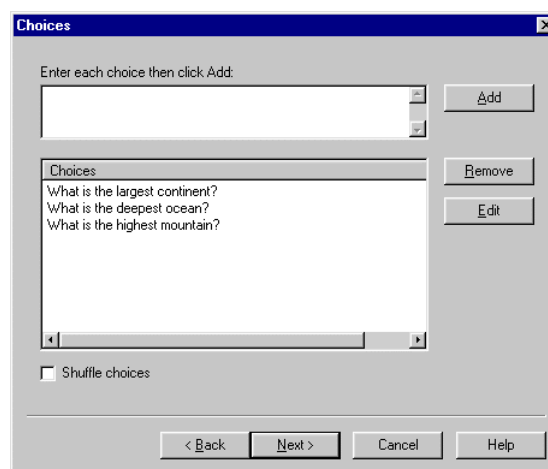 Choices
Enter each choice then click Add:
Add
Choices
What is the largest continent?
What is the deepest ocean?
What is the highest mountain?
Remove
Edit
Shuffle choices
< Back Next > Cancel Help